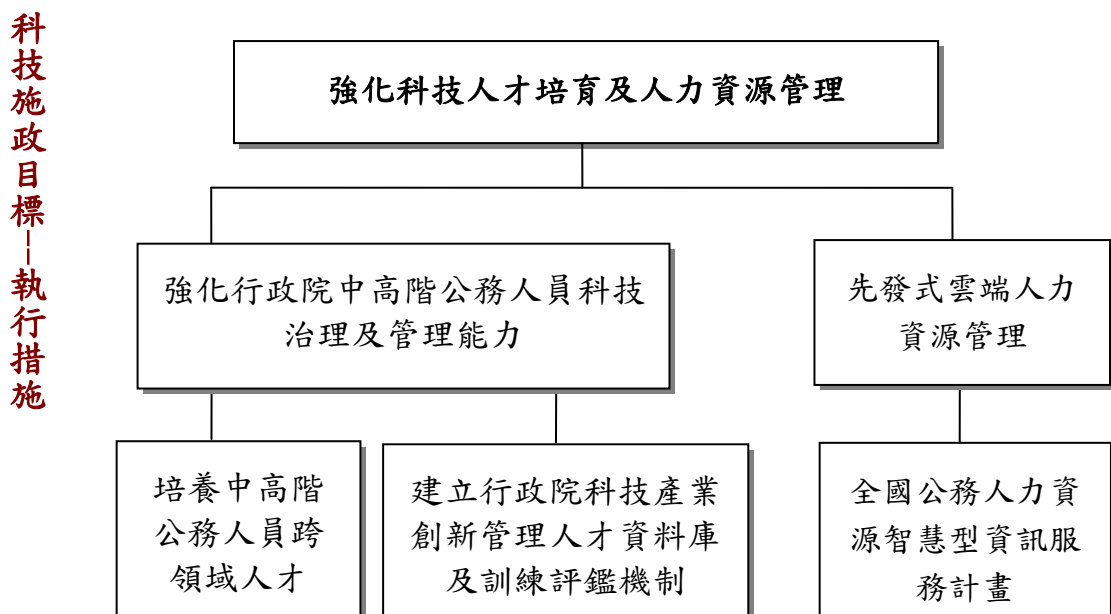 科技施政目標--執行措施
強化科技人才培育及人力資源管理
強化行政院中高階公務人員科技
治理及管理能力
先發式雲端人力
資源管理
培養中高階
公務人員跨
領域人才
建立行政院科技產業
創新管理人才資料庫
及訓練評鑑機制
全國公務人力資
源智慧型資訊服
務計畫